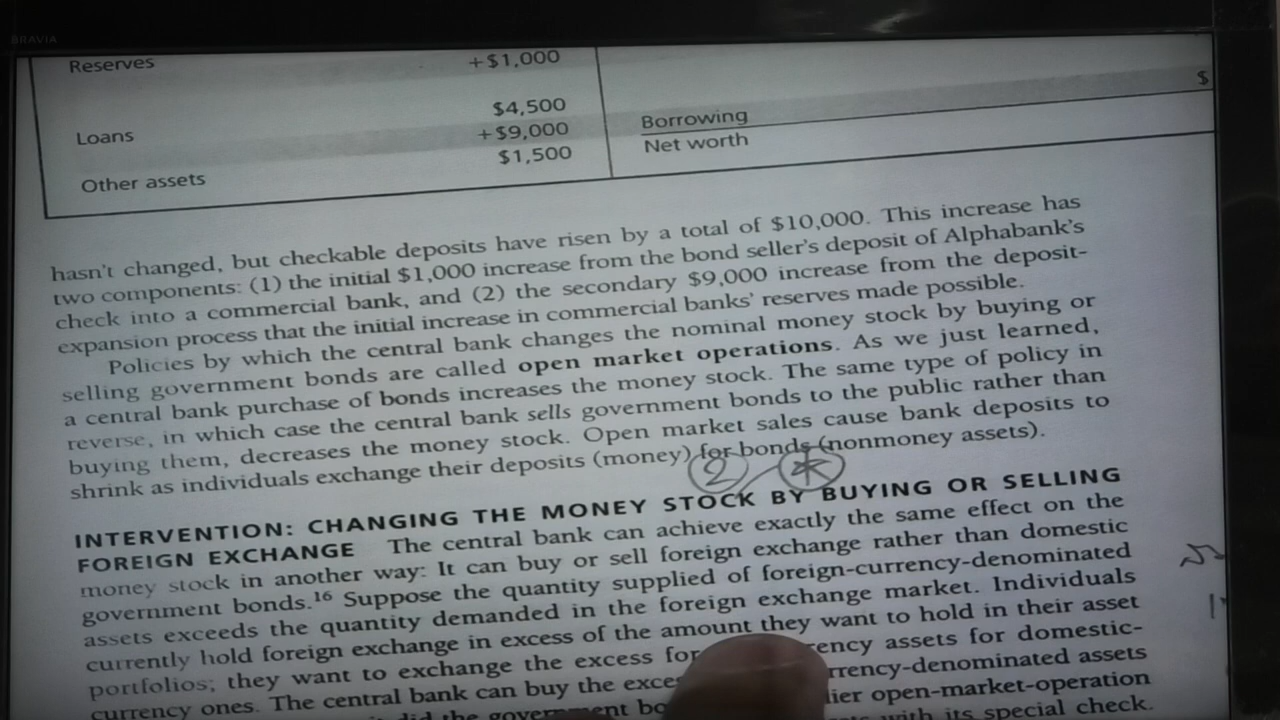 BRAVIA
Reserves +$1,000
$4,500
$
Loans +$9,000 Borrowing
$1,500 Net worth
Other assets
hasn't changed, but checkable deposits have risen by a total of $10,000. This increase has
two components: (1) the initial $1,000 increase from the bond seller's deposit of Alphabank's
check into a commercial bank, and (2) the secondary $9,000 increase from the deposit-
expansion process that the initial increase in commercial banks' reserves made possible.
Policies by which the central bank changes the nominal money stock by buying or
selling government bonds are called open market operations. As we just learned,
a central bank purchase of bonds increases the money stock. The same type of policy in
reverse, in which case the central bank sells government bonds to the public rather than
buying them, decreases the money stock. Open market sales cause bank deposits to
shrink as individuals exchange their deposits (money) for bonds (nonmoney assets).
2 *
INTERVENTION: CHANGING THE MONEY STOCK BY BUYING OR SELLING
FOREIGN EXCHANGE The central bank can achieve exactly the same effect on the
money stock in another way: It can buy or sell foreign exchange rather than domestic
government bonds.16 Suppose the quantity supplied of foreign-currency-denominated
assets exceeds the quantity demanded in the foreign exchange market. Individuals
currently hold foreign exchange in excess of the amount they want to hold in their asset
portfolios; they want to exchange the excess for assets for domestic-
currency ones. The central bank can buy the -denominated assets
did the government open-market-operation
with its special check.